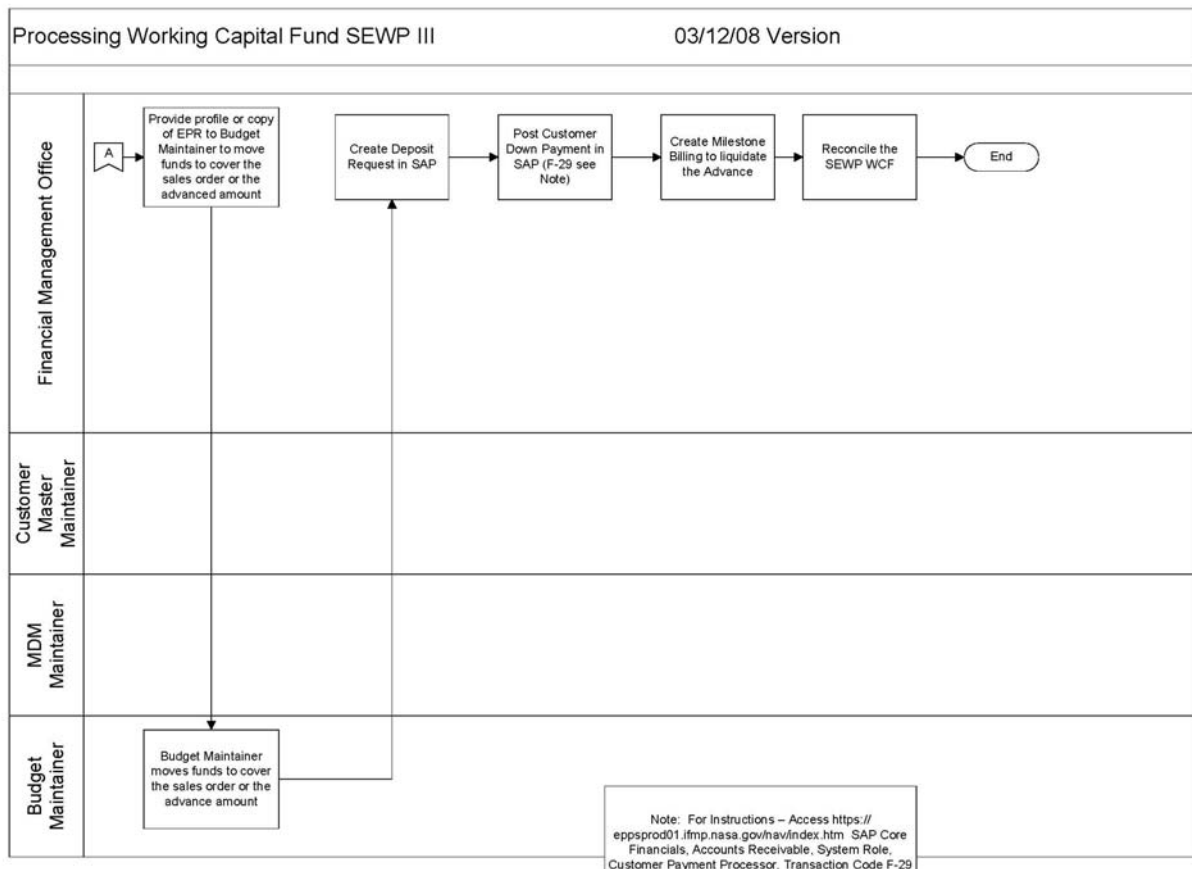 Processing Working Capital Fund SEWP III 03/12/08 Version
Financial Management Office
A
Provide profile or copy
of EPR to Budget
Maintainer to move
funds to cover the
sales order or the
advanced amount
Create Deposit
Request in SAP
Post Customer
Down Payment in
SAP (F-29 see
Note)
Create Milestone
Billing to liquidate
the Advance
Reconcile the
SEWP WCF
End
Customer
Master
Maintainer
MDM
Maintainer
Budget
Maintainer
Budget Maintainer
moves funds to cover
the sales order or the
advance amount
Note: For Instructions – Access https://
eppsprod01.ifmp.nasa.gov/nav/index.htm SAP Core
Financials, Accounts Receivable, System Role,
Customer Payment Processor, Transaction Code F-29